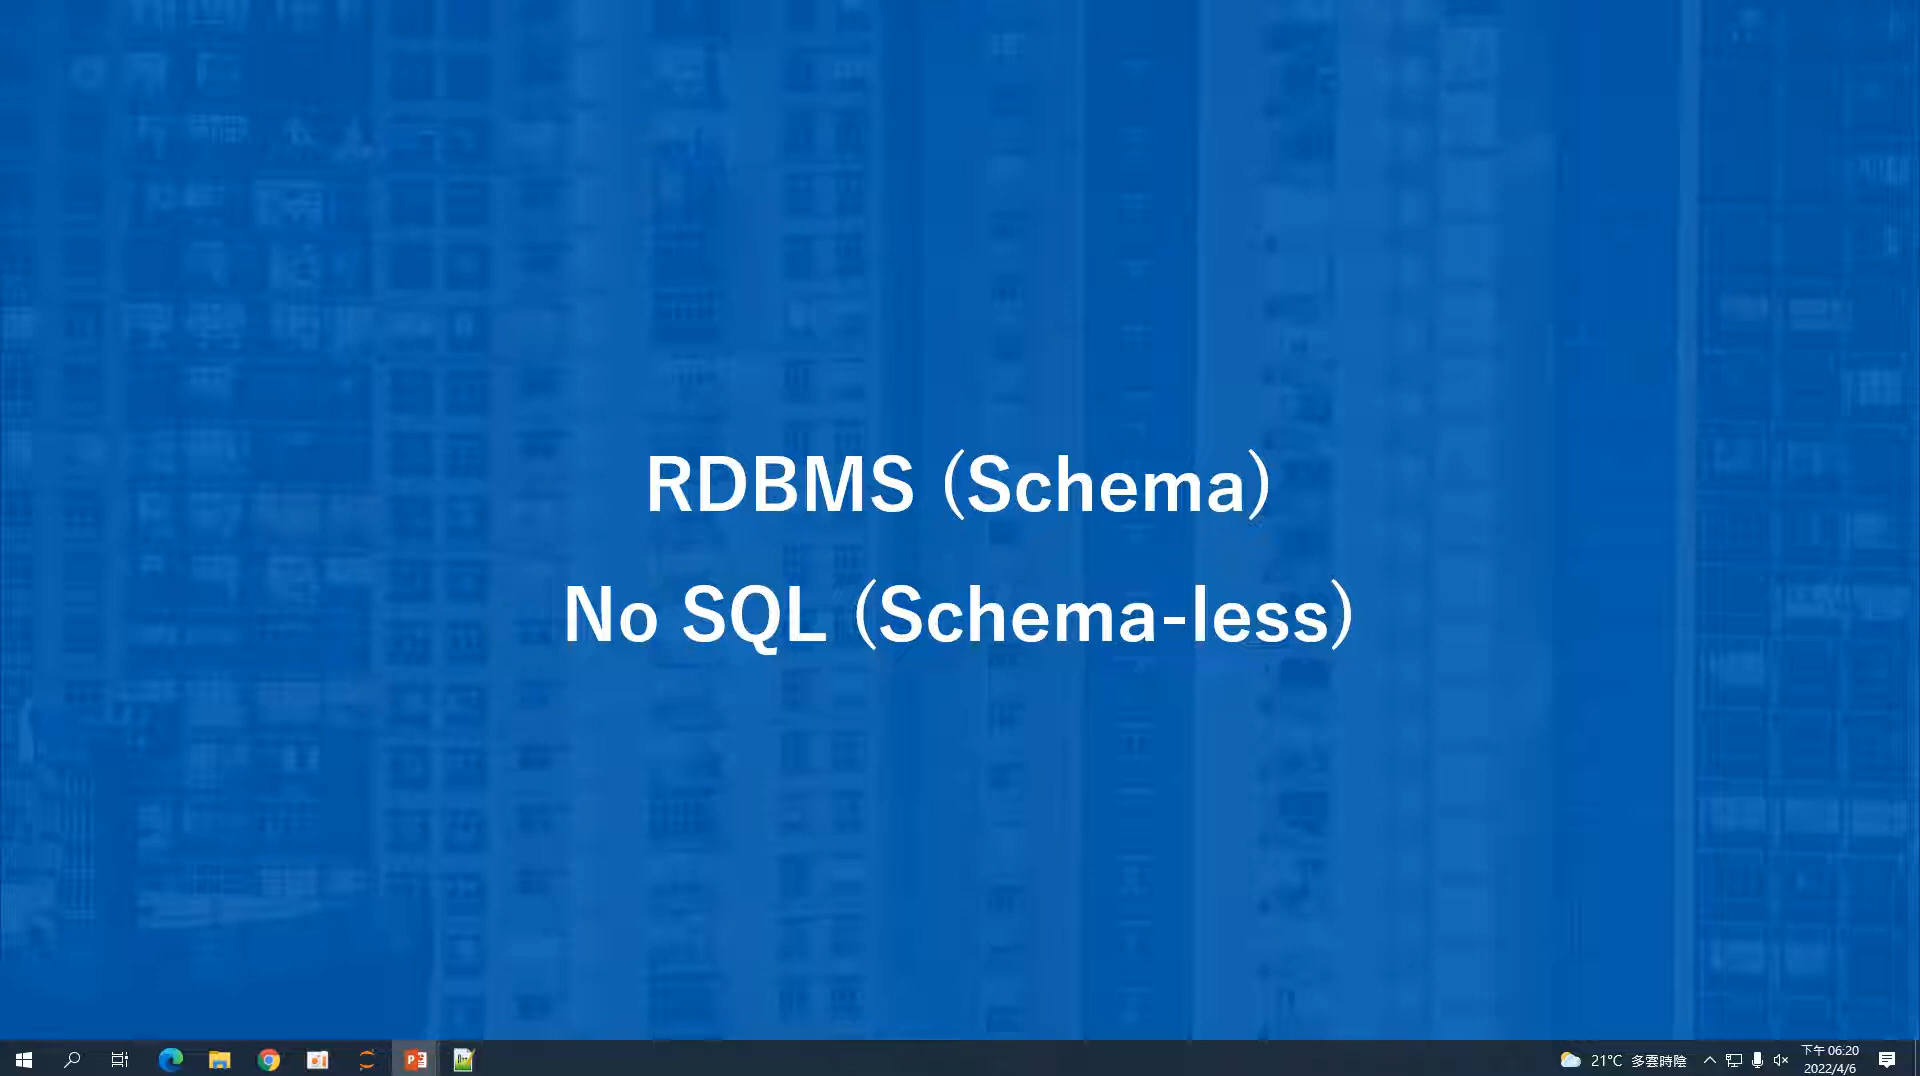 RDBMS (Schema)
No SQL (Schema-less)
21°C 多雲時陰
下午 06:20
2022/4/6